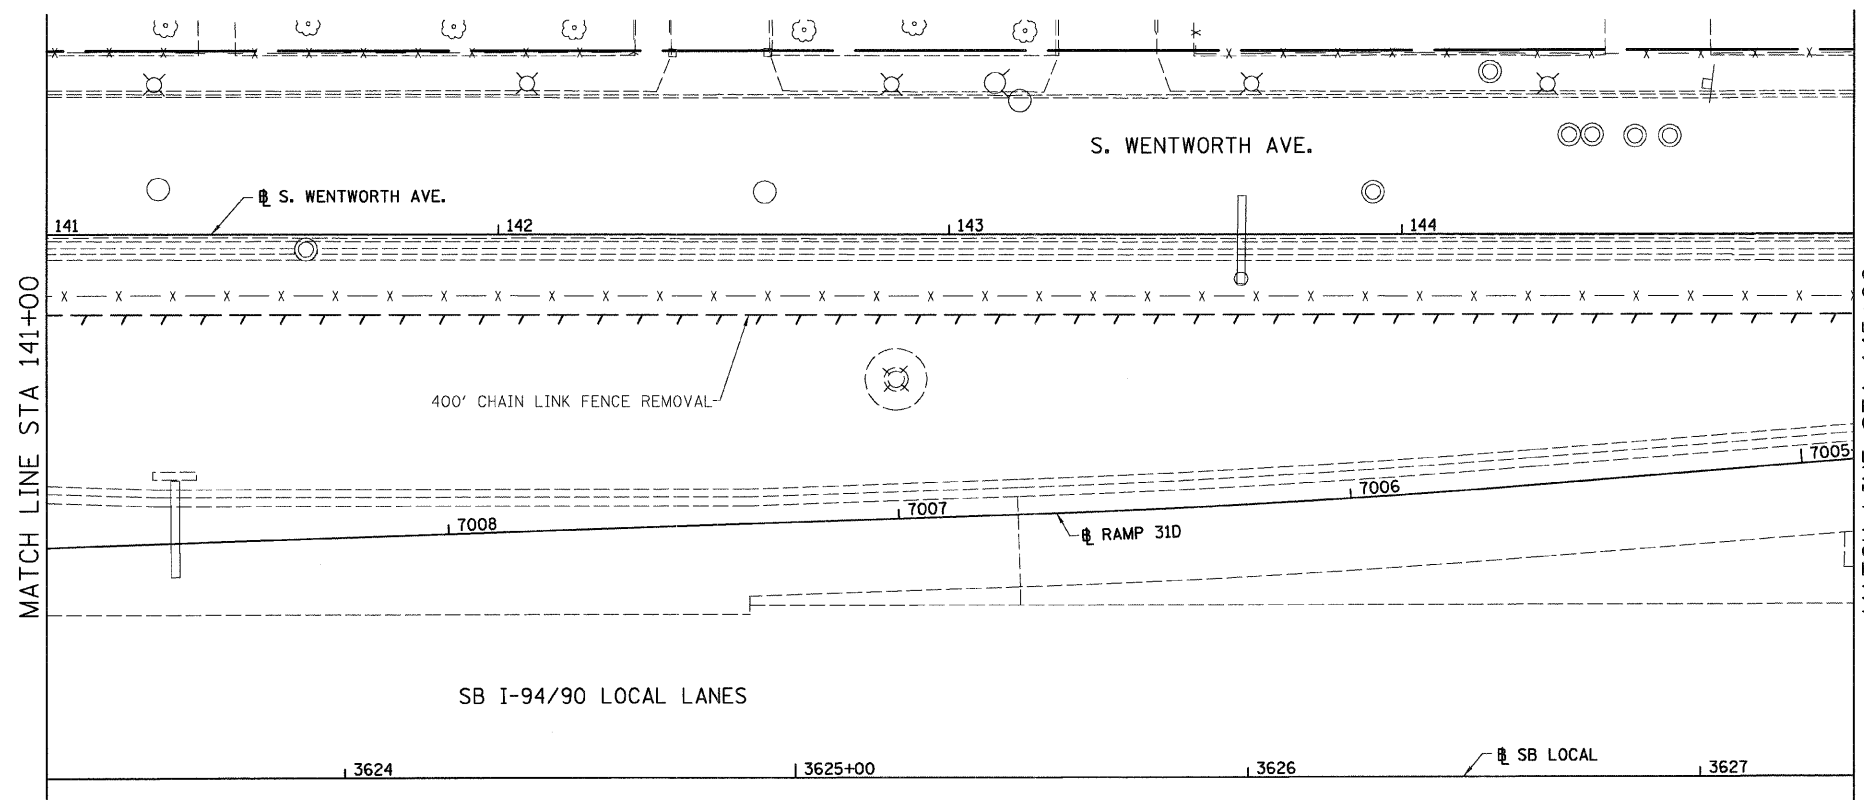 S. WENTWORTH AVE.
℄ S. WENTWORTH AVE.
141
142
143
144
MATCH LINE STA 141+00
400' CHAIN LINK FENCE REMOVAL
7008
7007
7006
7005
℄ RAMP 31D
SB I-94/90 LOCAL LANES
℄ SB LOCAL
3624
3625+00
3626
3627